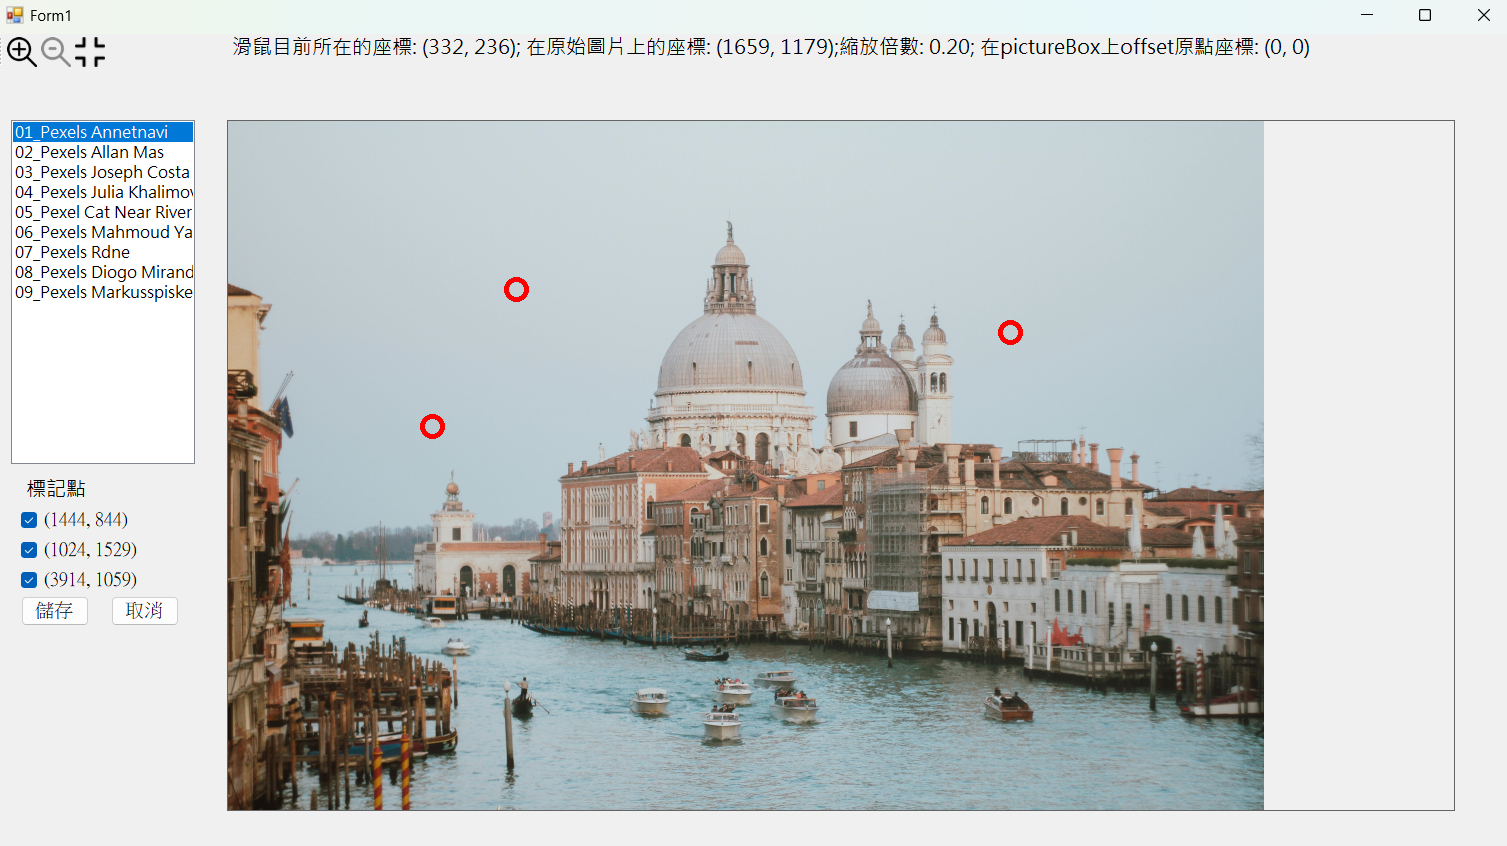 Form1
滑鼠目前所在的座標: (332, 236); 在原始圖片上的座標: (1659, 1179);縮放倍數: 0.20; 在pictureBox上offset原點座標: (0, 0)
01_Pexels Annetnavi
02_Pexels Allan Mas
03_Pexels Joseph Costa
04_Pexels Julia Khalimov
05_Pexel Cat Near River
06_Pexels Mahmoud Ya
07_Pexels Rdne
08_Pexels Diogo Mirand
09_Pexels Markusspiske
標記點
(1444, 844)
(1024, 1529)
(3914, 1059)
儲存 取消